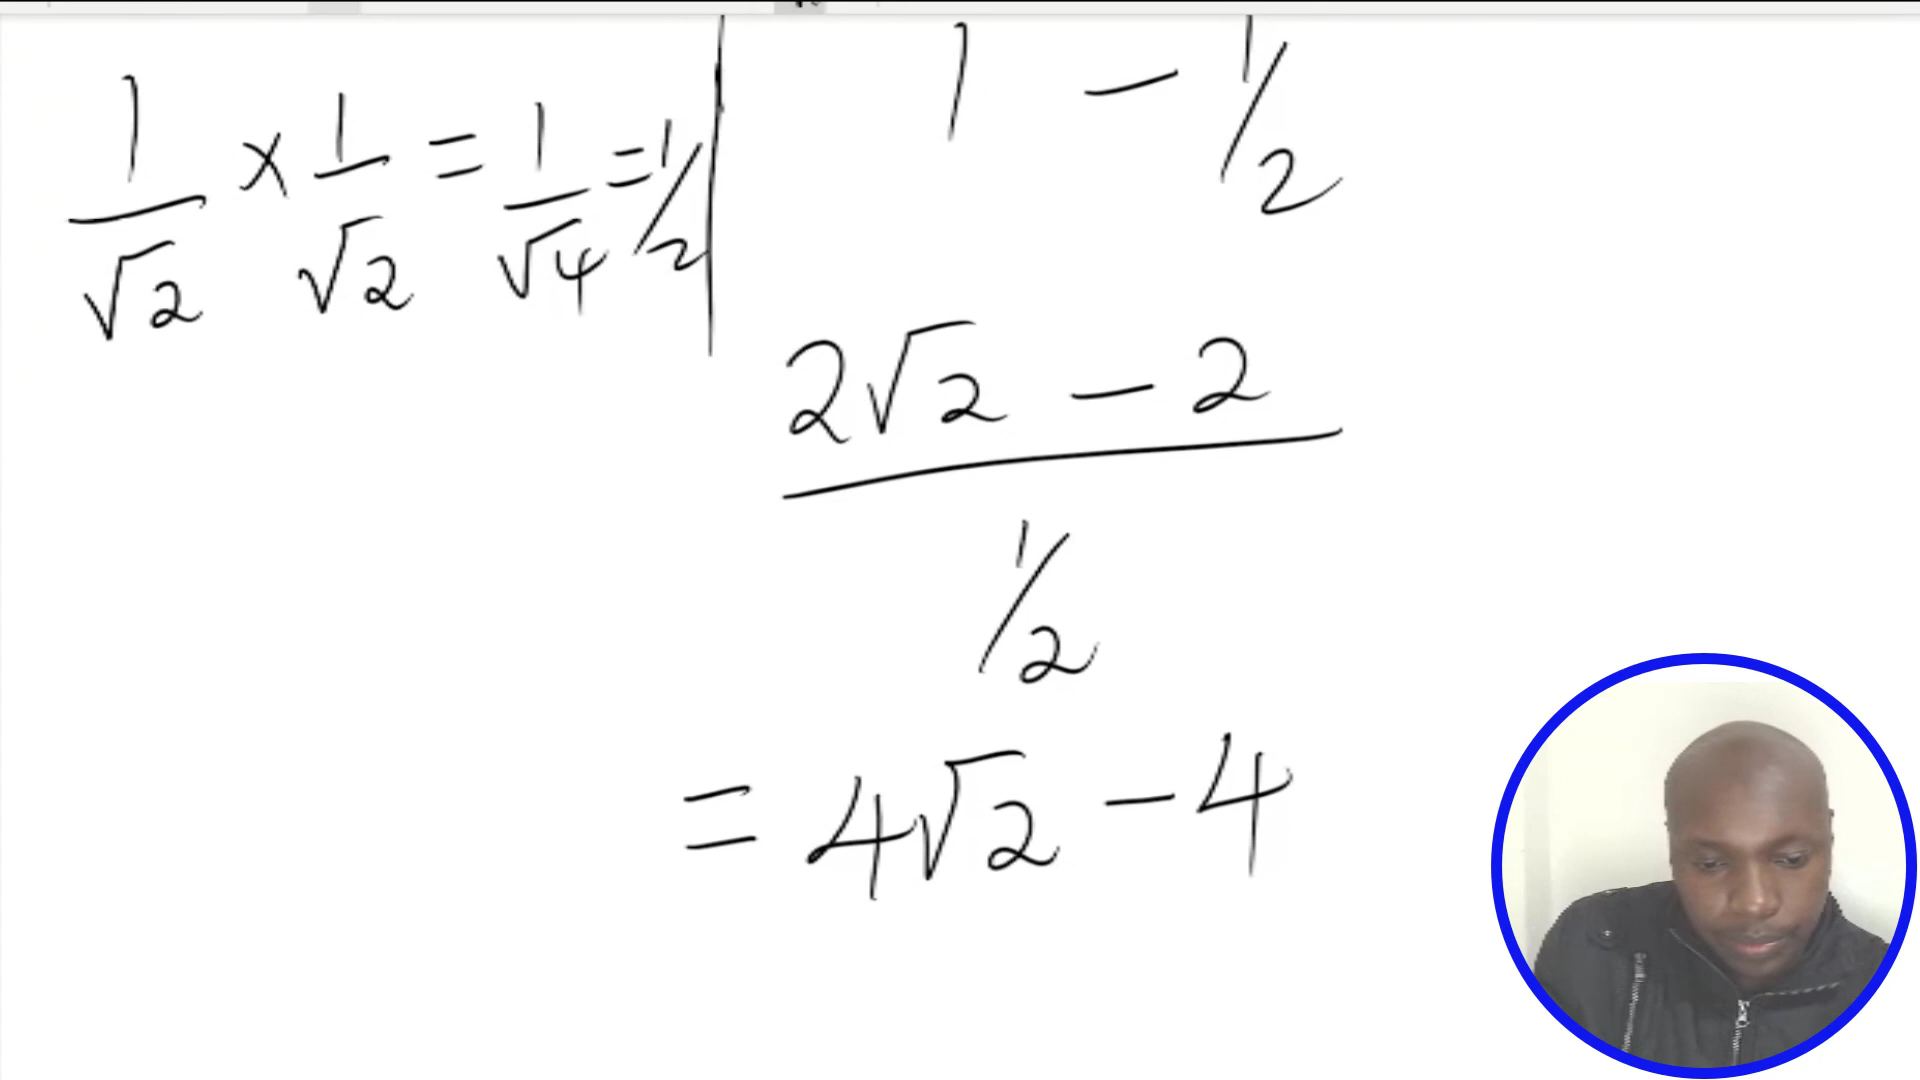 1/√2 × 1/√2 = 1/√4 = 1/2
1 − 1/2
2√2 − 2
1/2
= 4√2 − 4